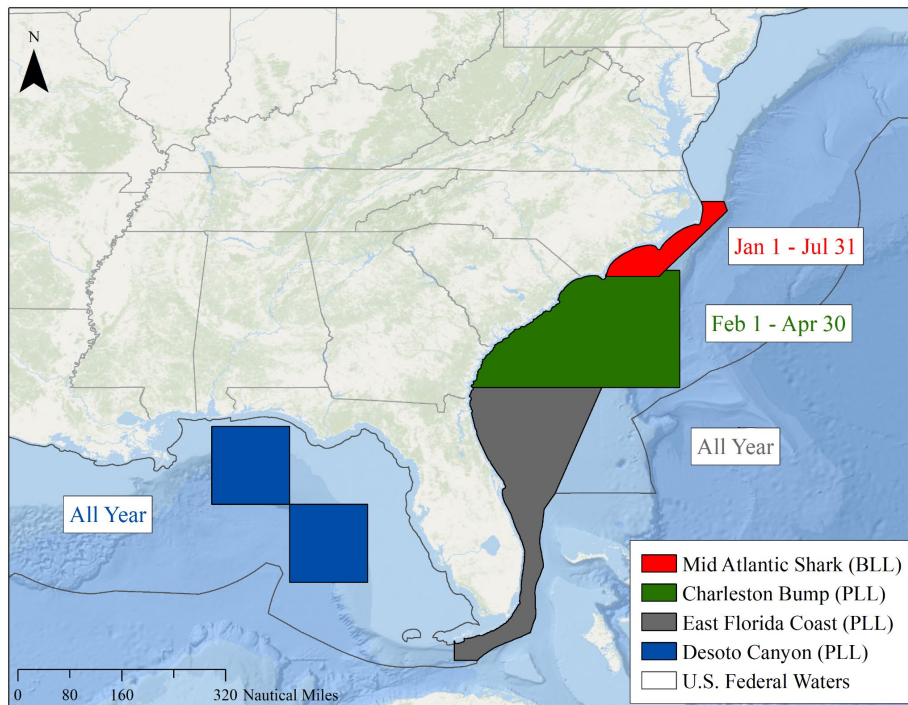 N
Jan 1 - Jul 31
Feb 1 - Apr 30
All Year
All Year
Mid Atlantic Shark (BLL)
Charleston Bump (PLL)
East Florida Coast (PLL)
Desoto Canyon (PLL)
U.S. Federal Waters
0 80 160 320 Nautical Miles